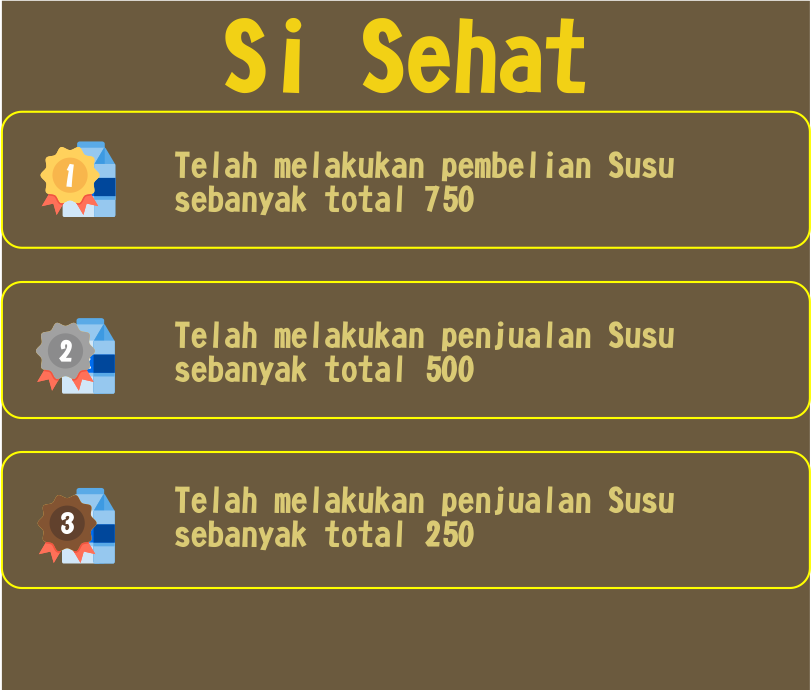 Si Sehat
1
Telah melakukan pembelian Susu
sebanyak total 750
2
Telah melakukan penjualan Susu
sebanyak total 500
3
Telah melakukan penjualan Susu
sebanyak total 250